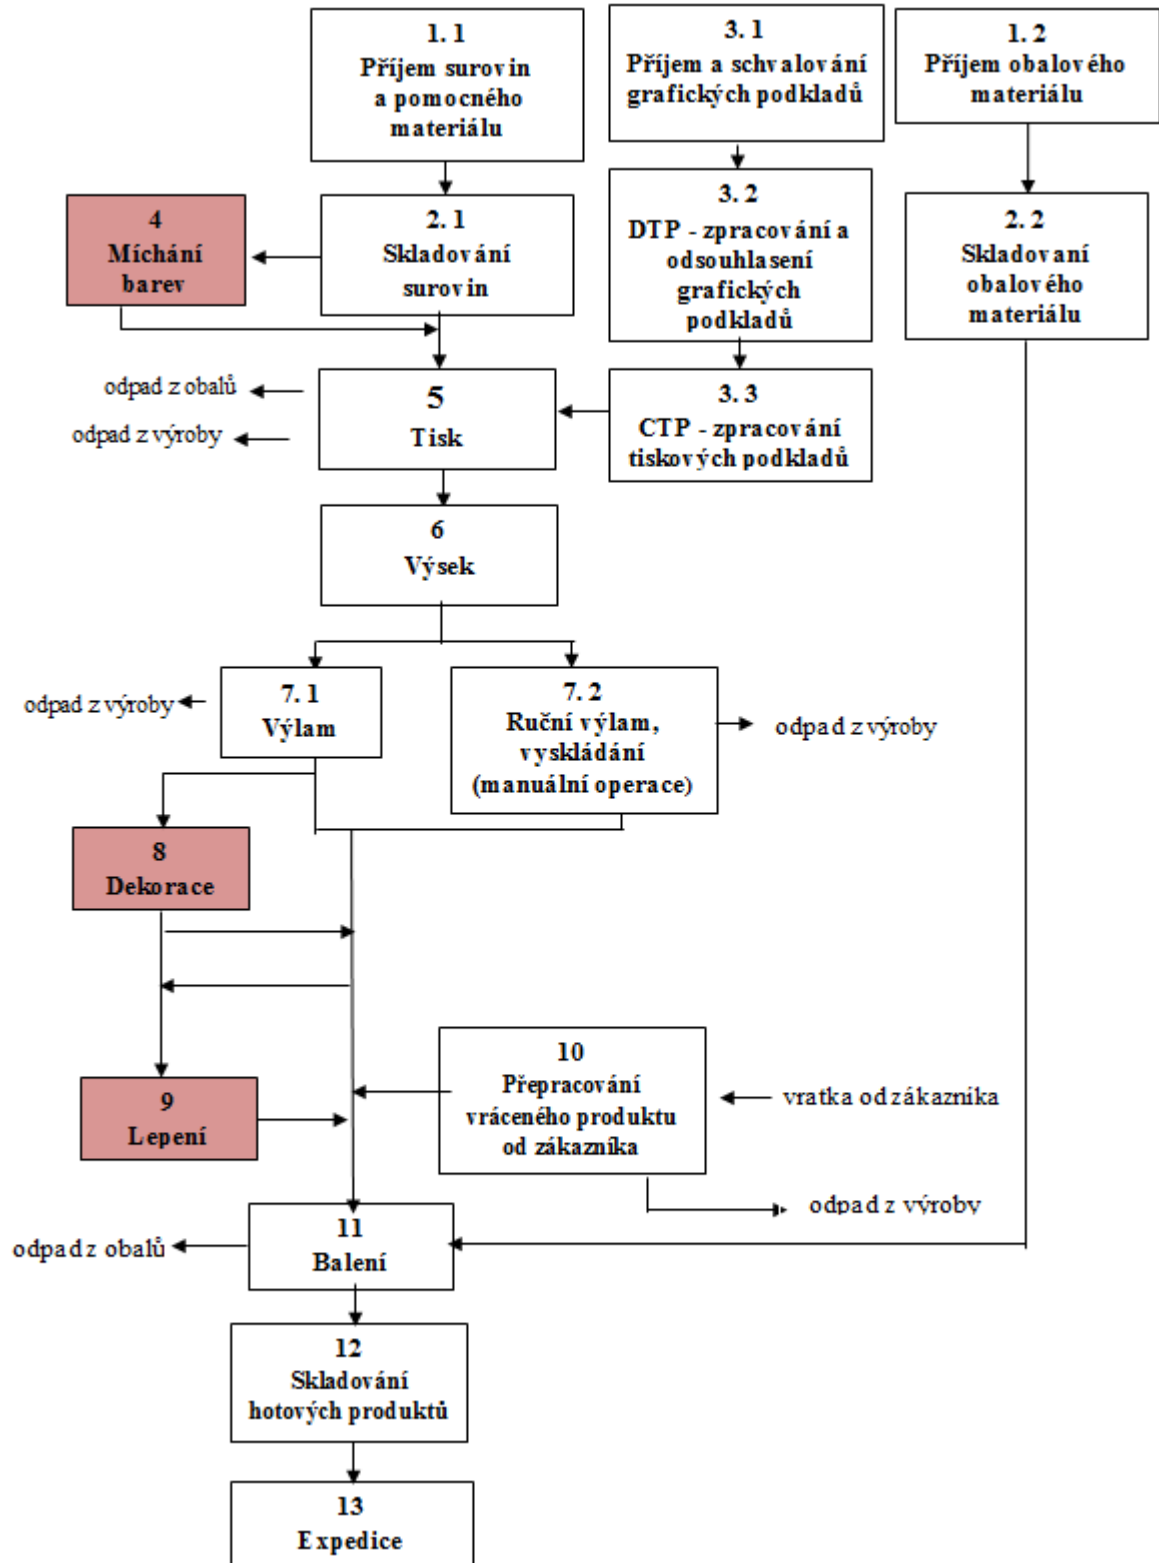 1. 1
Příjem surovin
a pomocného
materiálu
3. 1
Příjem a schvalování
grafických podkladů
1. 2
Příjem obalového
materiálu
4
Míchání
barev
2. 1
Skladování
surovin
3. 2
DTP - zpracování a
odsouhlasení
grafických
podkladů
2. 2
Skladovaní
obalového
materiálu
odpad z obalů
odpad z výroby
5
Tisk
3. 3
CTP - zpracování
tiskových podkladů
6
Výsek
odpad z výroby
7. 1
Výlam
7. 2
Ruční výlam,
vyskládání
(manuální operace)
odpad z výroby
8
Dekorace
9
Lepení
10
Přepracování
vráceného produktu
od zákazníka
vratka od zákazníka
odpad z výroby
odpad z obalů
11
Balení
12
Skladování
hotových produktů
13
Expedice